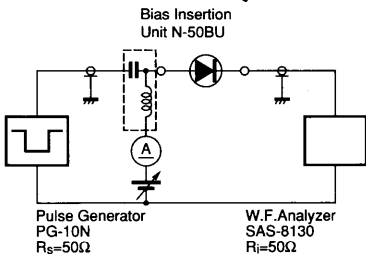 Bias Insertion
Unit N-50BU
A
Pulse Generator
PG-10N
Rs=50Ω
W.F.Analyzer
SAS-8130
Ri=50Ω